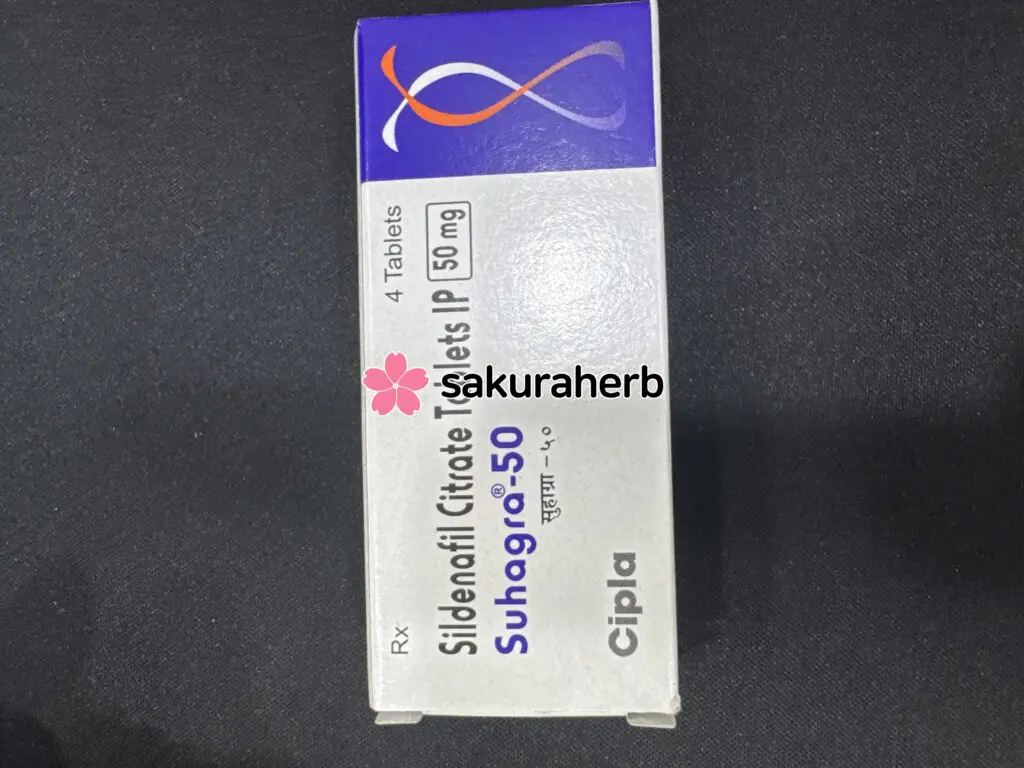 Rx
4 Tablets
Sildenafil Citrate Tablets IP 50 mg
Suhagra®-50
सुहाग्रा – ५०
Cipla
sakuraherb